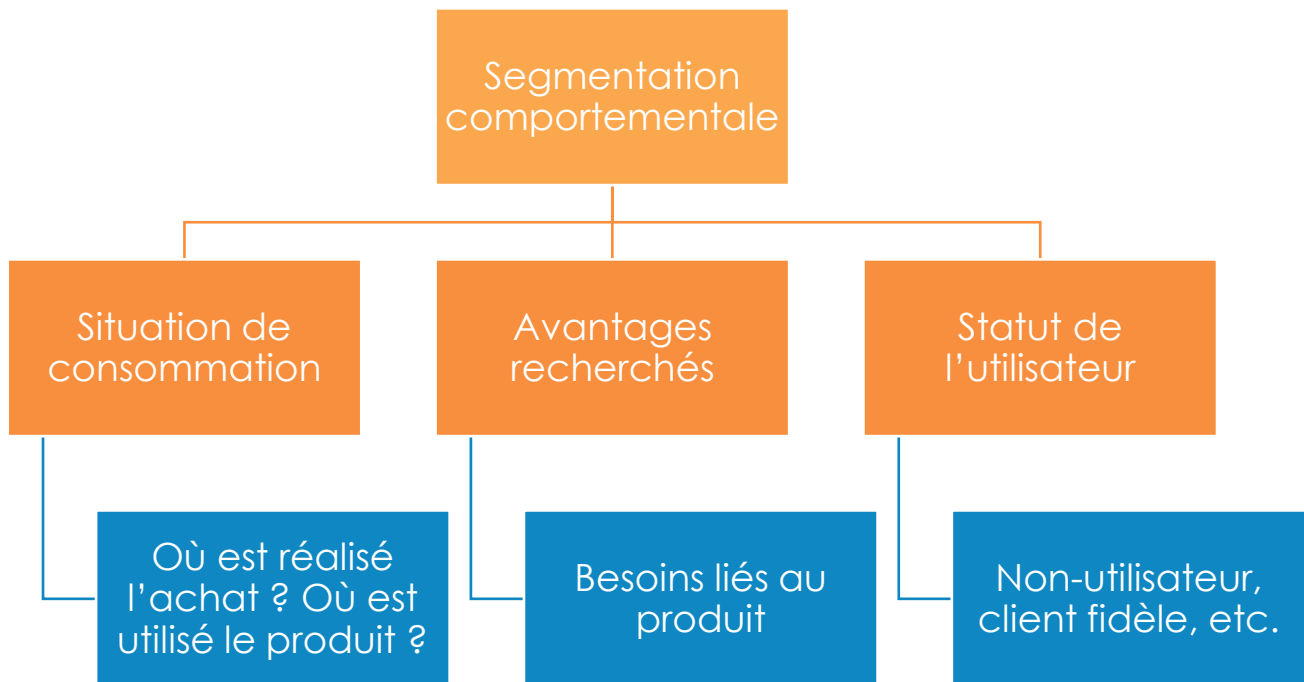 Segmentation
comportementale
Situation de
consommation
Avantages
recherchés
Statut de
l’utilisateur
Où est réalisé
l’achat ? Où est
utilisé le produit ?
Besoins liés au
produit
Non-utilisateur,
client fidèle, etc.